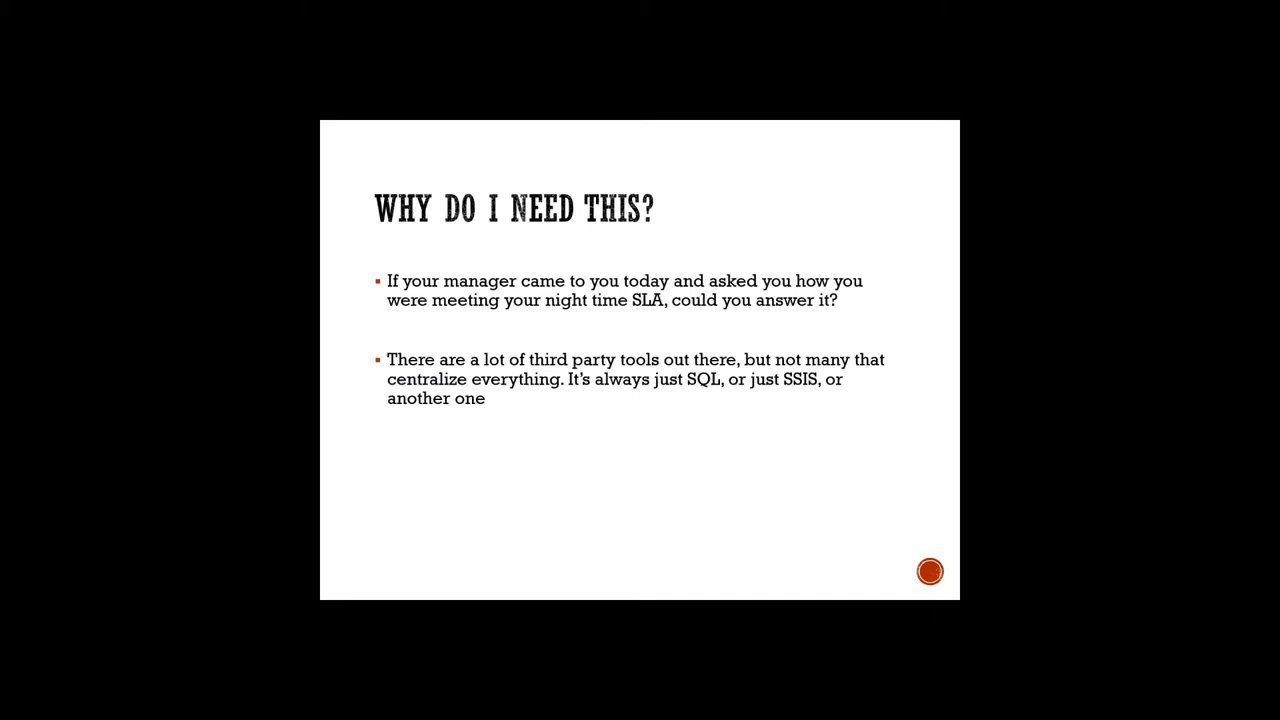 WHY DO I NEED THIS?
▪ If your manager came to you today and asked you how you
were meeting your night time SLA, could you answer it?
▪ There are a lot of third party tools out there, but not many that
centralize everything. It’s always just SQL, or just SSIS, or
another one